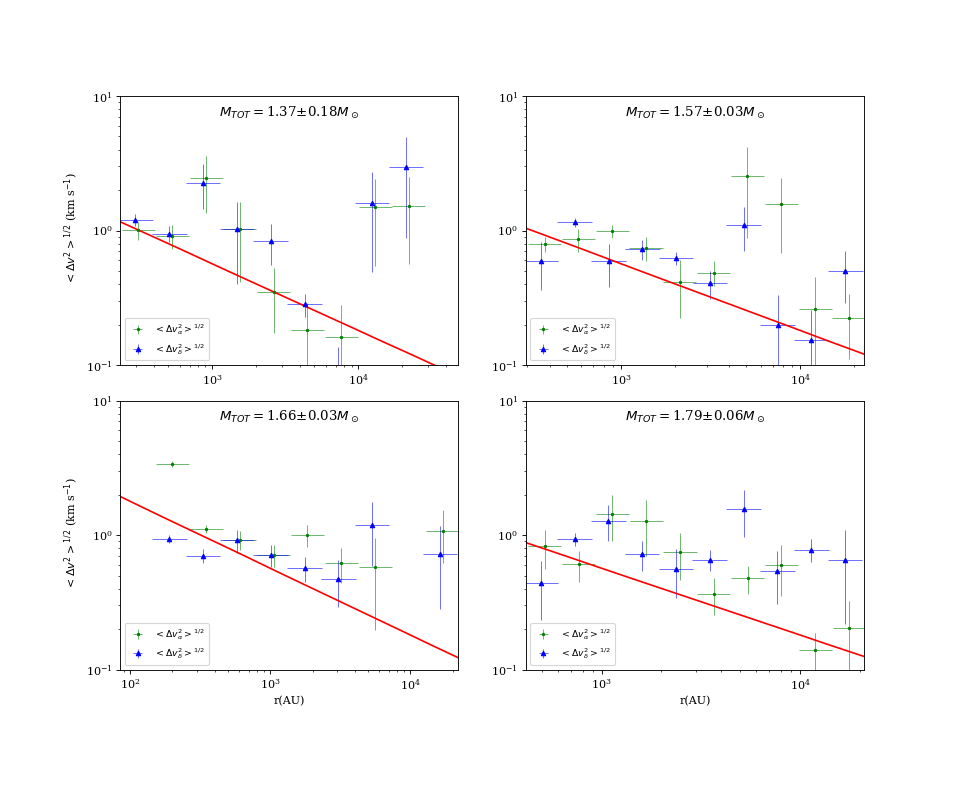 M_TOT = 1.37±0.18M_⊙
10^1
10^0
10^−1
< Δv^2 >^1/2 (km s^−1)
< Δv_α^2 >^1/2
< Δv_δ^2 >^1/2
10^3
10^4
M_TOT = 1.57±0.03M_⊙
10^1
10^0
10^−1
< Δv_α^2 >^1/2
< Δv_δ^2 >^1/2
10^3
10^4
M_TOT = 1.66±0.03M_⊙
10^1
10^0
10^−1
< Δv^2 >^1/2 (km s^−1)
< Δv_α^2 >^1/2
< Δv_δ^2 >^1/2
10^2
10^3
10^4
r(AU)
M_TOT = 1.79±0.06M_⊙
10^1
10^0
10^−1
< Δv_α^2 >^1/2
< Δv_δ^2 >^1/2
10^3
10^4
r(AU)